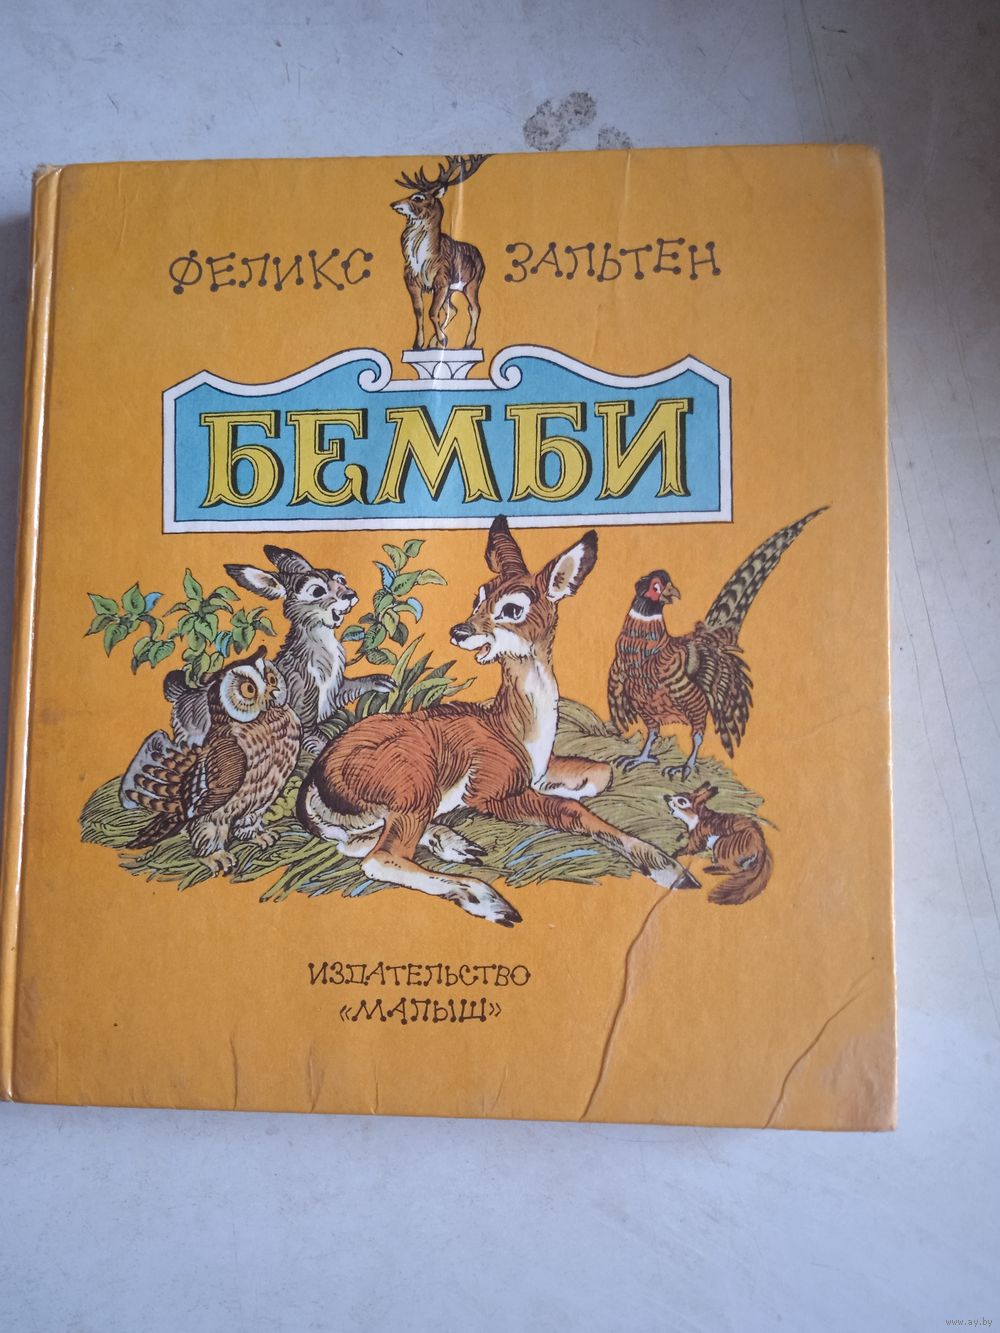 ФЕЛИКС ЗАЛЬТЕН
БЕМБИ
ИЗДАТЕЛЬСТВО
«МАЛЫШ»
www.ay.by